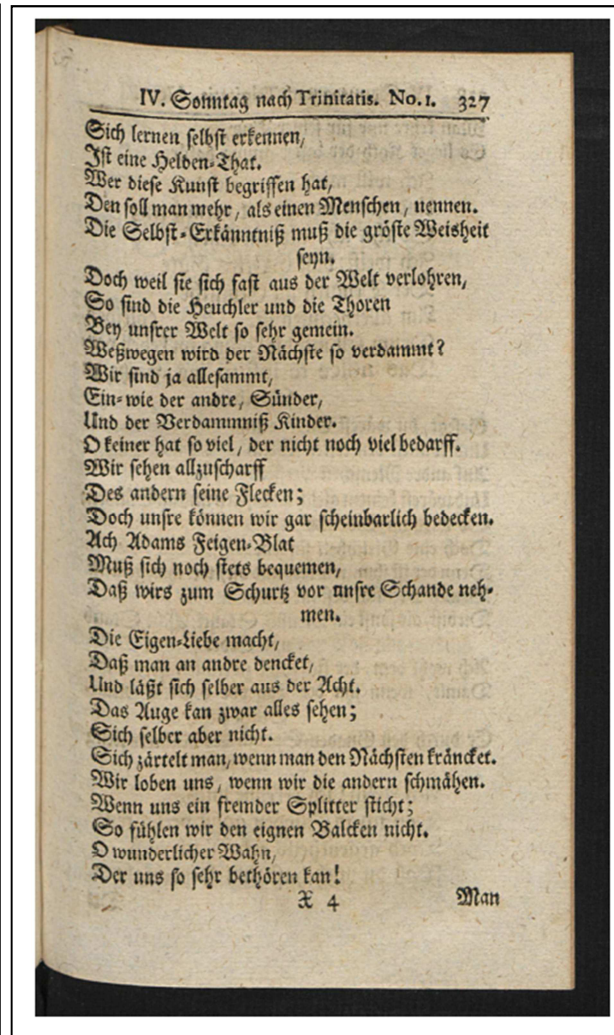 IV. Sonntag nach Trinitatis. No. 1. 327
Sich lernen selbst erkennen,
Ist eine Helden-That.
Wer diese Kunst begriffen hat,
Den soll man mehr, als einen Menschen, nennen.
Die Selbst-Erkänntniß muß die gröste Weisheit
seyn.
Doch weil sie sich fast aus der Welt verlohren,
So sind die Heuchler und die Thoren
Bey unsrer Welt so sehr gemein.
Weßwegen wird der Nächste so verdammt?
Wir sind ja allesammt,
Ein-wie der andre, Sünder,
Und der Verdammniß Kinder.
O keiner hat so viel, der nicht noch viel bedarff.
Wir sehen allzuscharff
Des andern seine Flecken;
Doch unsre können wir gar scheinbarlich bedecken.
Ach Adams Feigen-Blat
Muß sich noch stets bequemen,
Daß wirs zum Schurtz vor unsre Schande neh-
men.
Die Eigen-Liebe macht,
Daß man an andre dencket,
Und läßt sich selber aus der Acht.
Das Auge kan zwar alles sehen;
Sich selber aber nicht.
Sich zärtelt man, wenn man den Nächsten kräncket.
Wir loben uns, wenn wir die andern schmähen.
Wenn uns ein fremder Splitter sticht;
So fühlen wir den eignen Balcken nicht.
O wunderlicher Wahn,
Der uns so sehr bethören kan!
X 4 Man